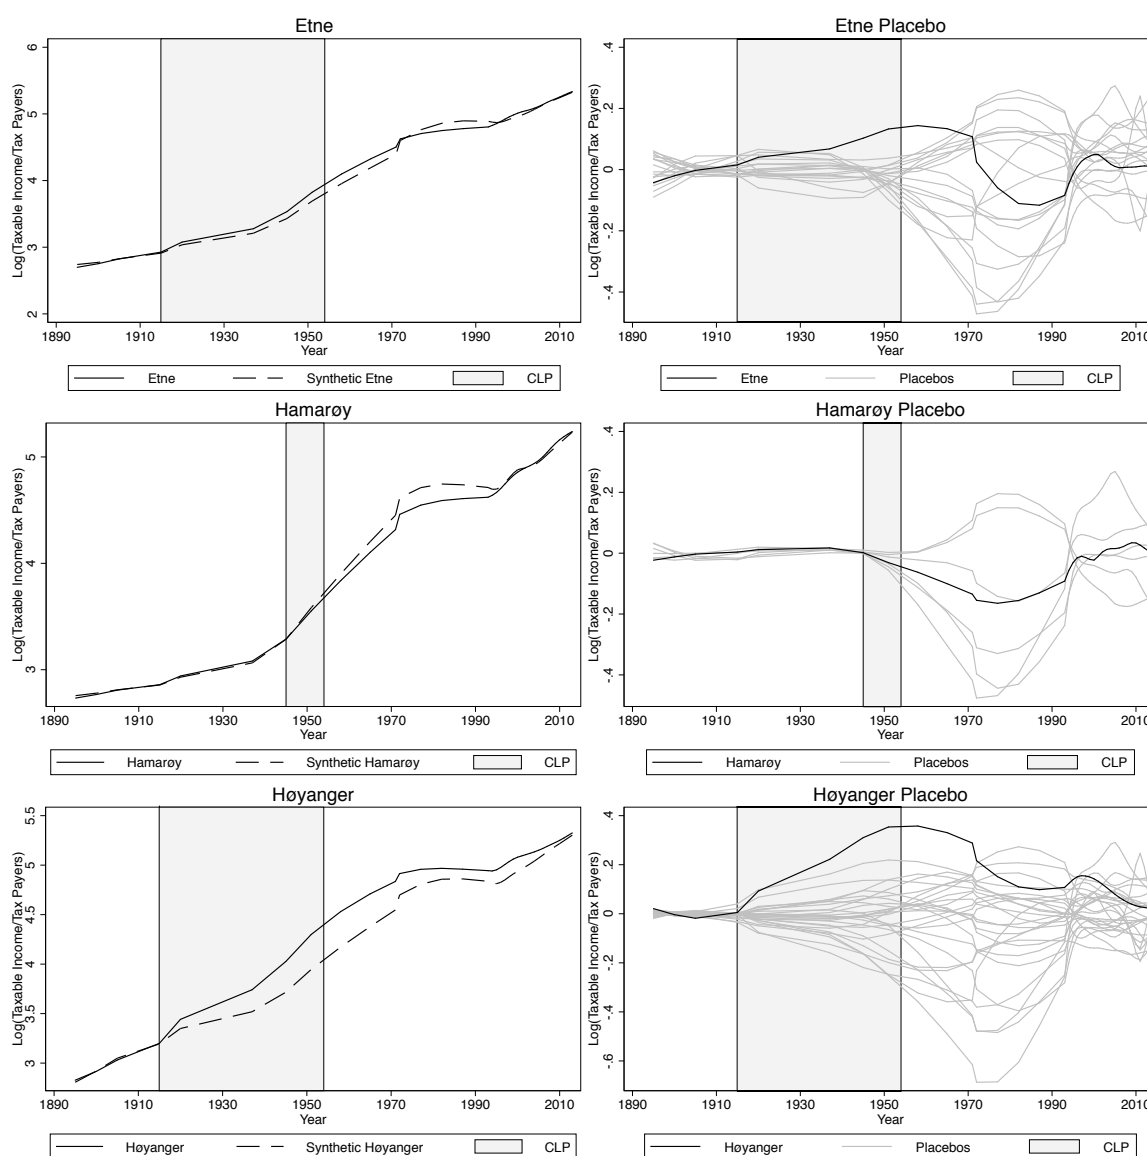 Etne
Log(Taxable Income/Tax Payers)
6
5
4
3
2
1890 1910 1930 1950 1970 1990 2010
Year
Etne Synthetic Etne CLP
Etne Placebo
Log(Taxable Income/Tax Payers)
.4
.2
0
-.2
-.4
1890 1910 1930 1950 1970 1990 2010
Year
Etne Placebos CLP
Hamarøy
Log(Taxable Income/Tax Payers)
5
4
3
1890 1910 1930 1950 1970 1990 2010
Year
Hamarøy Synthetic Hamarøy CLP
Hamarøy Placebo
Log(Taxable Income/Tax Payers)
.4
.2
0
-.2
-.4
1890 1910 1930 1950 1970 1990 2010
Year
Hamarøy Placebos CLP
Høyanger
Log(Taxable Income/Tax Payers)
5.5
5
4.5
4
3.5
3
1890 1910 1930 1950 1970 1990 2010
Year
Høyanger Synthetic Høyanger CLP
Høyanger Placebo
Log(Taxable Income/Tax Payers)
.4
.2
0
-.2
-.4
-.6
1890 1910 1930 1950 1970 1990 2010
Year
Høyanger Placebos CLP